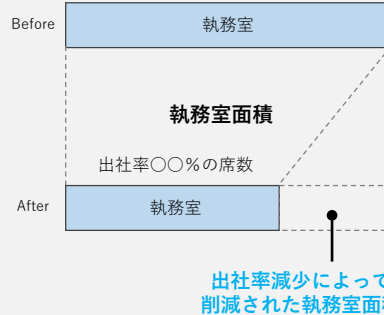 Before
執務室
執務室面積
出社率〇〇%の席数
After
執務室
出社率減少によって
削減された執務室面積